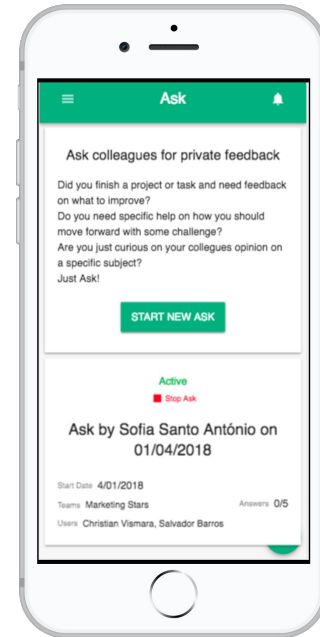 Ask
Ask colleagues for private feedback
Did you finish a project or task and need feedback
on what to improve?
Do you need specific help on how you should
move forward with some challenge?
Are you just curious on your collegues opinion on
a specific subject?
Just Ask!
START NEW ASK
Active
Stop Ask
Ask by Sofia Santo António on
01/04/2018
Start Date 4/01/2018
Teams Marketing Stars Answers 0/5
Users Christian Vismara, Salvador Barros